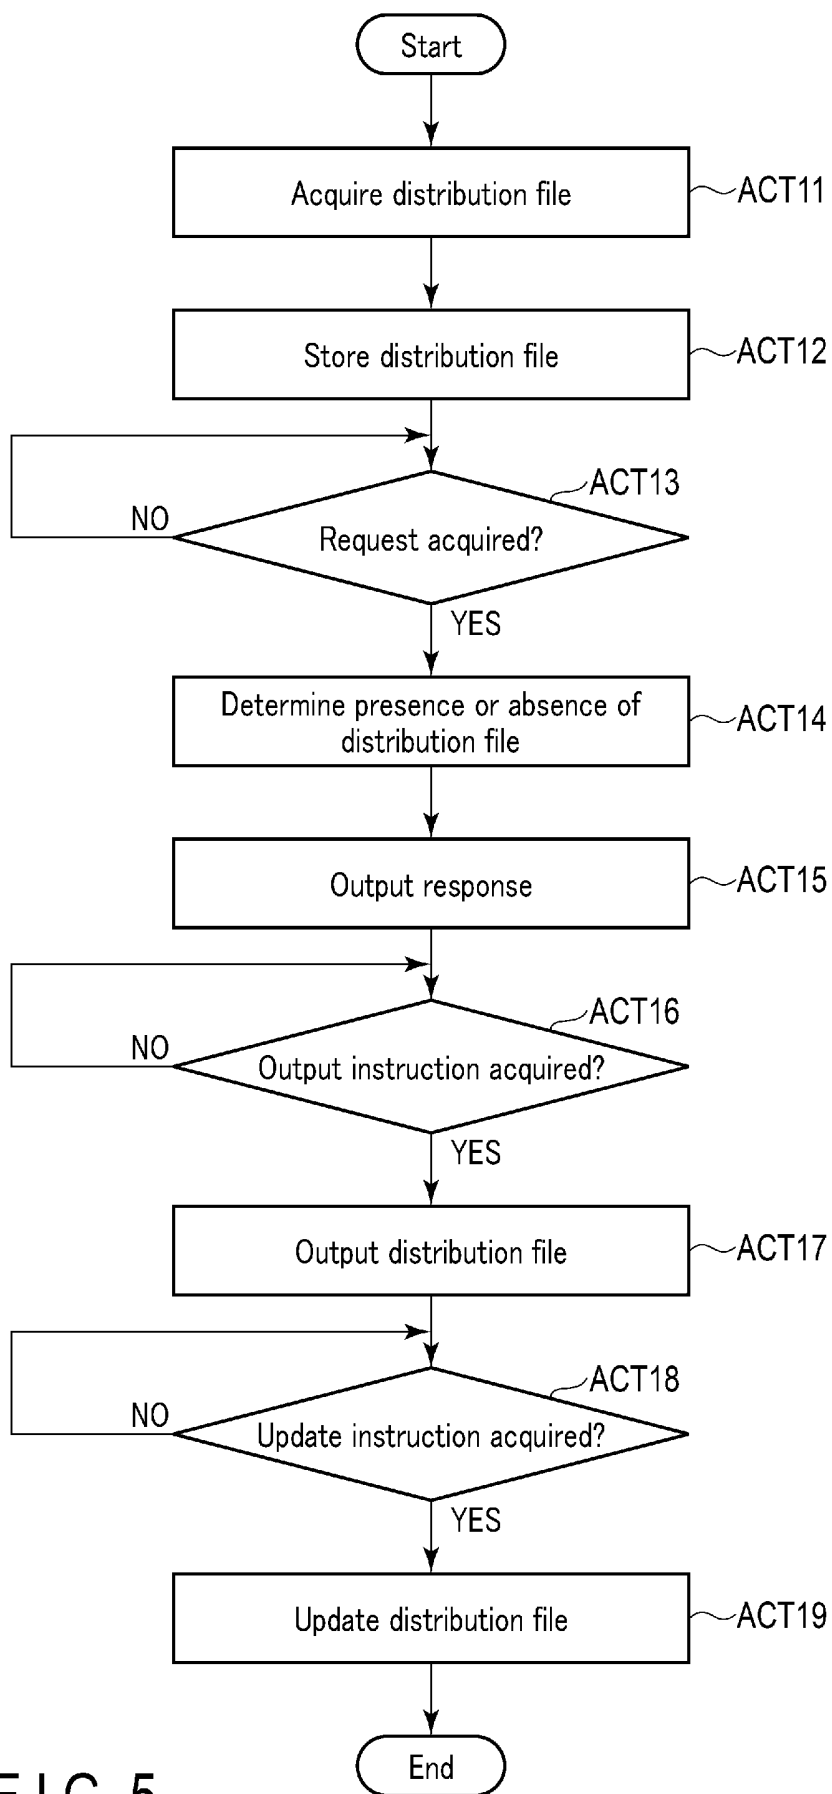 Start
Acquire distribution file
ACT11
Store distribution file
ACT12
ACT13
NO
Request acquired?
YES
Determine presence or absence of
distribution file
ACT14
Output response
ACT15
ACT16
NO
Output instruction acquired?
YES
Output distribution file
ACT17
ACT18
NO
Update instruction acquired?
YES
Update distribution file
ACT19
End
FIG. 5